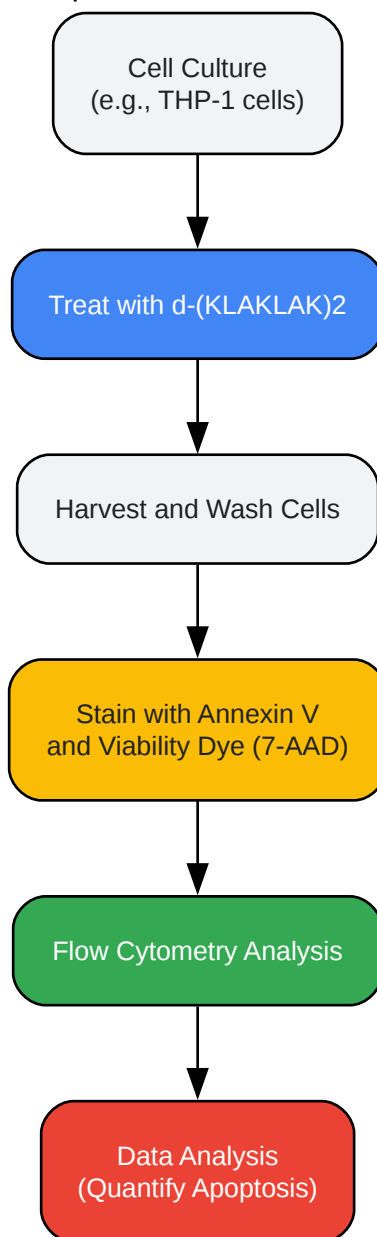 Cell Culture
(e.g., THP-1 cells)
Treat with d-(KLAKLAK)2
Harvest and Wash Cells
Stain with Annexin V
and Viability Dye (7-AAD)
Flow Cytometry Analysis
Data Analysis
(Quantify Apoptosis)